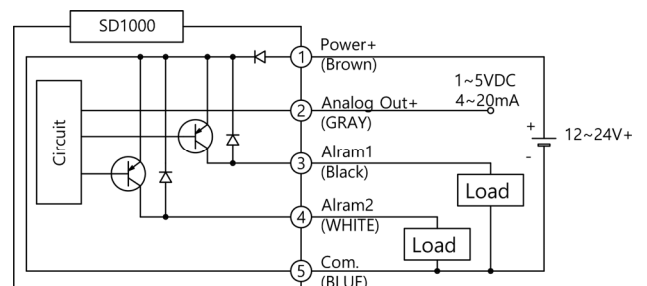 SD1000
Circuit
1
Power+
(Brown)
1~5VDC
4~20mA
2
Analog Out+
(GRAY)
+
12~24V+
-
3
Alram1
(Black)
Load
4
Alram2
(WHITE)
Load
5
Com.
(BLUE)